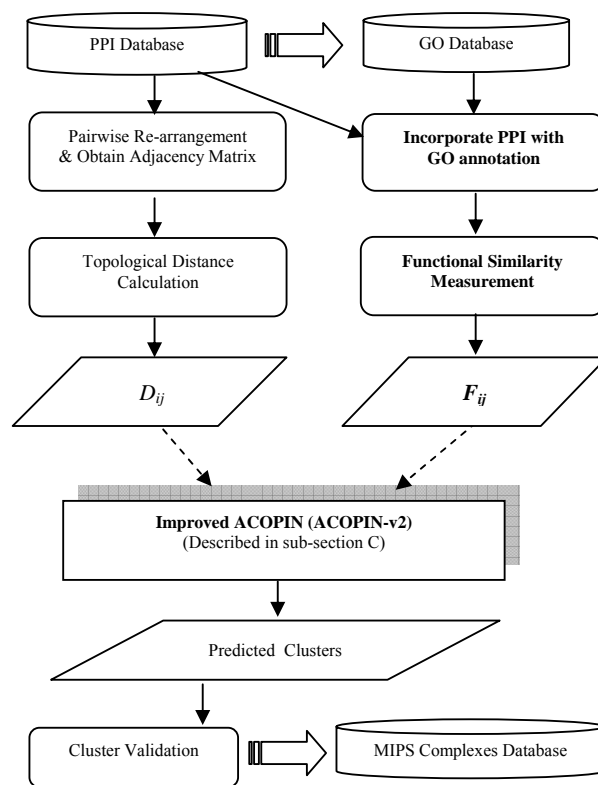 PPI Database
GO Database
Pairwise Re-arrangement
& Obtain Adjacency Matrix
Incorporate PPI with
GO annotation
Topological Distance
Calculation
Functional Similarity
Measurement
Dij
Fij
Improved ACOPIN (ACOPIN-v2)
(Described in sub-section C)
Predicted Clusters
Cluster Validation
MIPS Complexes Database